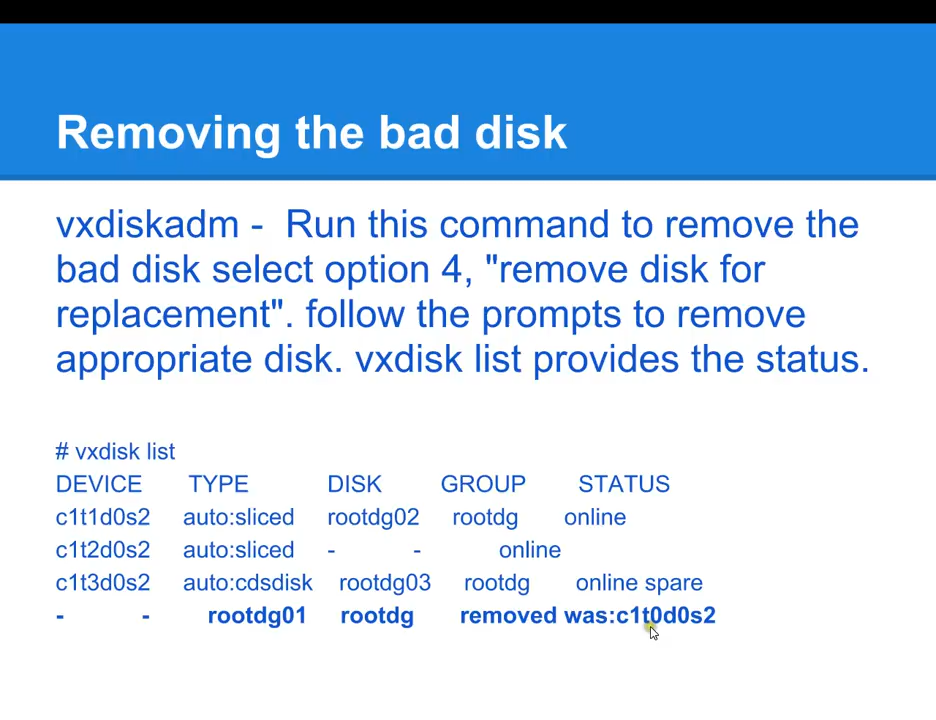 Removing the bad disk
vxdiskadm - Run this command to remove the
bad disk select option 4, "remove disk for
replacement". follow the prompts to remove
appropriate disk. vxdisk list provides the status.
# vxdisk list
DEVICE TYPE DISK GROUP STATUS
c1t1d0s2 auto:sliced rootdg02 rootdg online
c1t2d0s2 auto:sliced - - online
c1t3d0s2 auto:cdsdisk rootdg03 rootdg online spare
- - rootdg01 rootdg removed was:c1t0d0s2